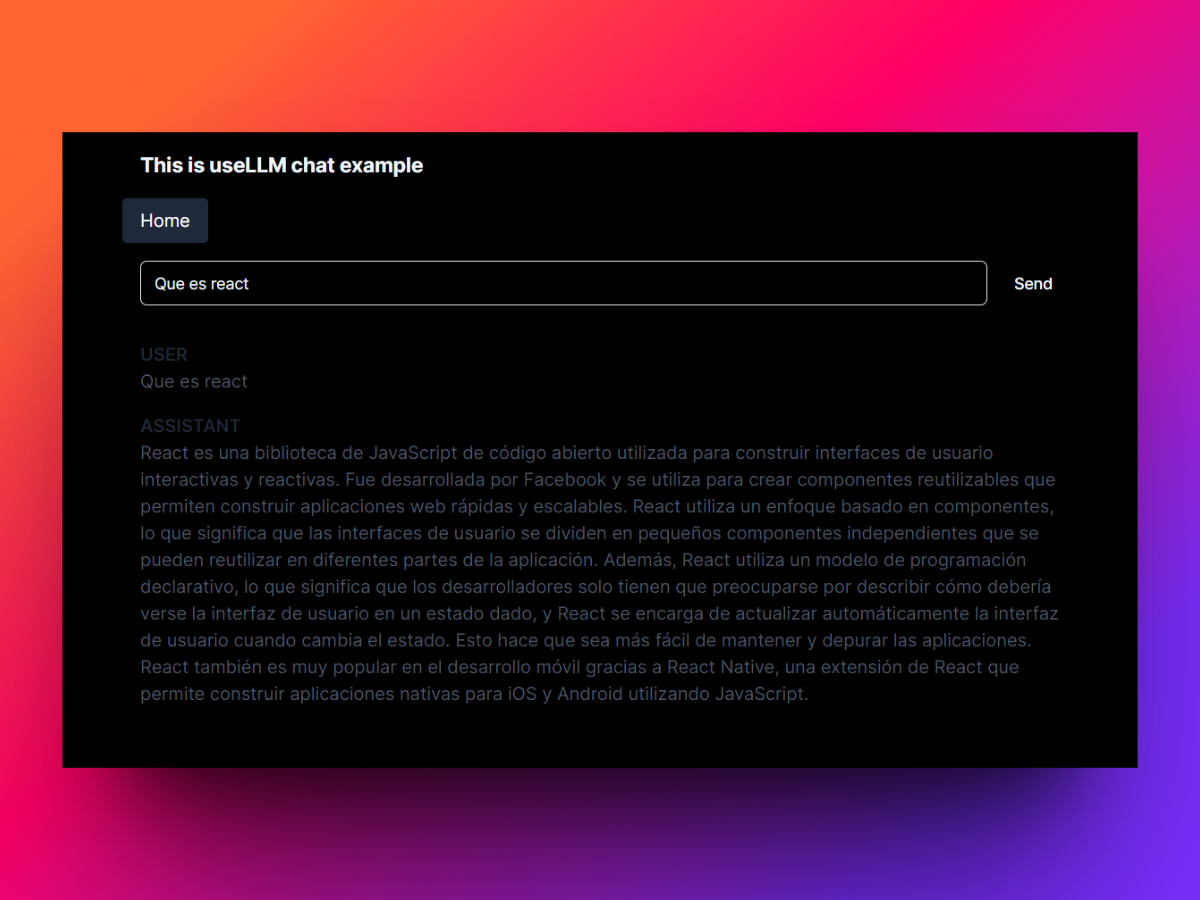 This is useLLM chat example
Home
Que es react
Send
USER
Que es react
ASSISTANT
React es una biblioteca de JavaScript de código abierto utilizada para construir interfaces de usuario
interactivas y reactivas. Fue desarrollada por Facebook y se utiliza para crear componentes reutilizables que
permiten construir aplicaciones web rápidas y escalables. React utiliza un enfoque basado en componentes,
lo que significa que las interfaces de usuario se dividen en pequeños componentes independientes que se
pueden reutilizar en diferentes partes de la aplicación. Además, React utiliza un modelo de programación
declarativo, lo que significa que los desarrolladores solo tienen que preocuparse por describir cómo debería
verse la interfaz de usuario en un estado dado, y React se encarga de actualizar automáticamente la interfaz
de usuario cuando cambia el estado. Esto hace que sea más fácil de mantener y depurar las aplicaciones.
React también es muy popular en el desarrollo móvil gracias a React Native, una extensión de React que
permite construir aplicaciones nativas para iOS y Android utilizando JavaScript.